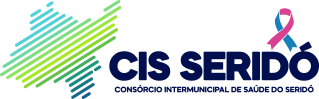 CIS SERIDÓ
CONSÓRCIO INTERMUNICIPAL DE SAÚDE DO SERIDÓ